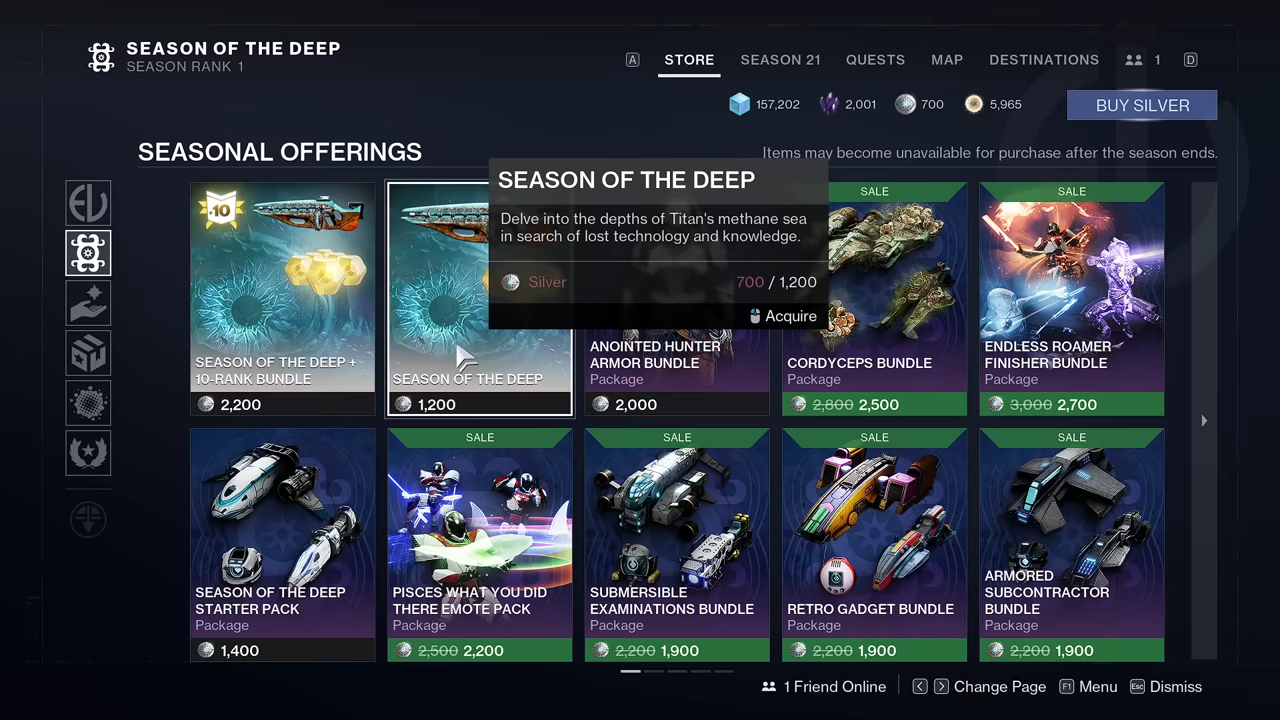 SEASON OF THE DEEP
SEASON RANK 1
A STORE SEASON 21 QUESTS MAP DESTINATIONS 1 D
157,202 2,001 700 5,965 BUY SILVER
SEASONAL OFFERINGS
Items may become unavailable for purchase after the season ends.
10
SEASON OF THE DEEP +
10-RANK BUNDLE
2,200
SEASON OF THE DEEP
1,200
SEASON OF THE DEEP
Delve into the depths of Titan's methane sea
in search of lost technology and knowledge.
Silver 700 / 1,200
Acquire
ANOINTED HUNTER
ARMOR BUNDLE
Package
2,000
SALE
CORDYCEPS BUNDLE
Package
2,800 2,500
SALE
ENDLESS ROAMER
FINISHER BUNDLE
Package
3,000 2,700
SEASON OF THE DEEP
STARTER PACK
Package
1,400
SALE
PISCES WHAT YOU DID
THERE EMOTE PACK
Package
2,500 2,200
SALE
SUBMERSIBLE
EXAMINATIONS BUNDLE
Package
2,200 1,900
SALE
RETRO GADGET BUNDLE
Package
2,200 1,900
SALE
ARMORED
SUBCONTRACTOR
BUNDLE
Package
2,200 1,900
1 Friend Online < > Change Page F1 Menu Esc Dismiss